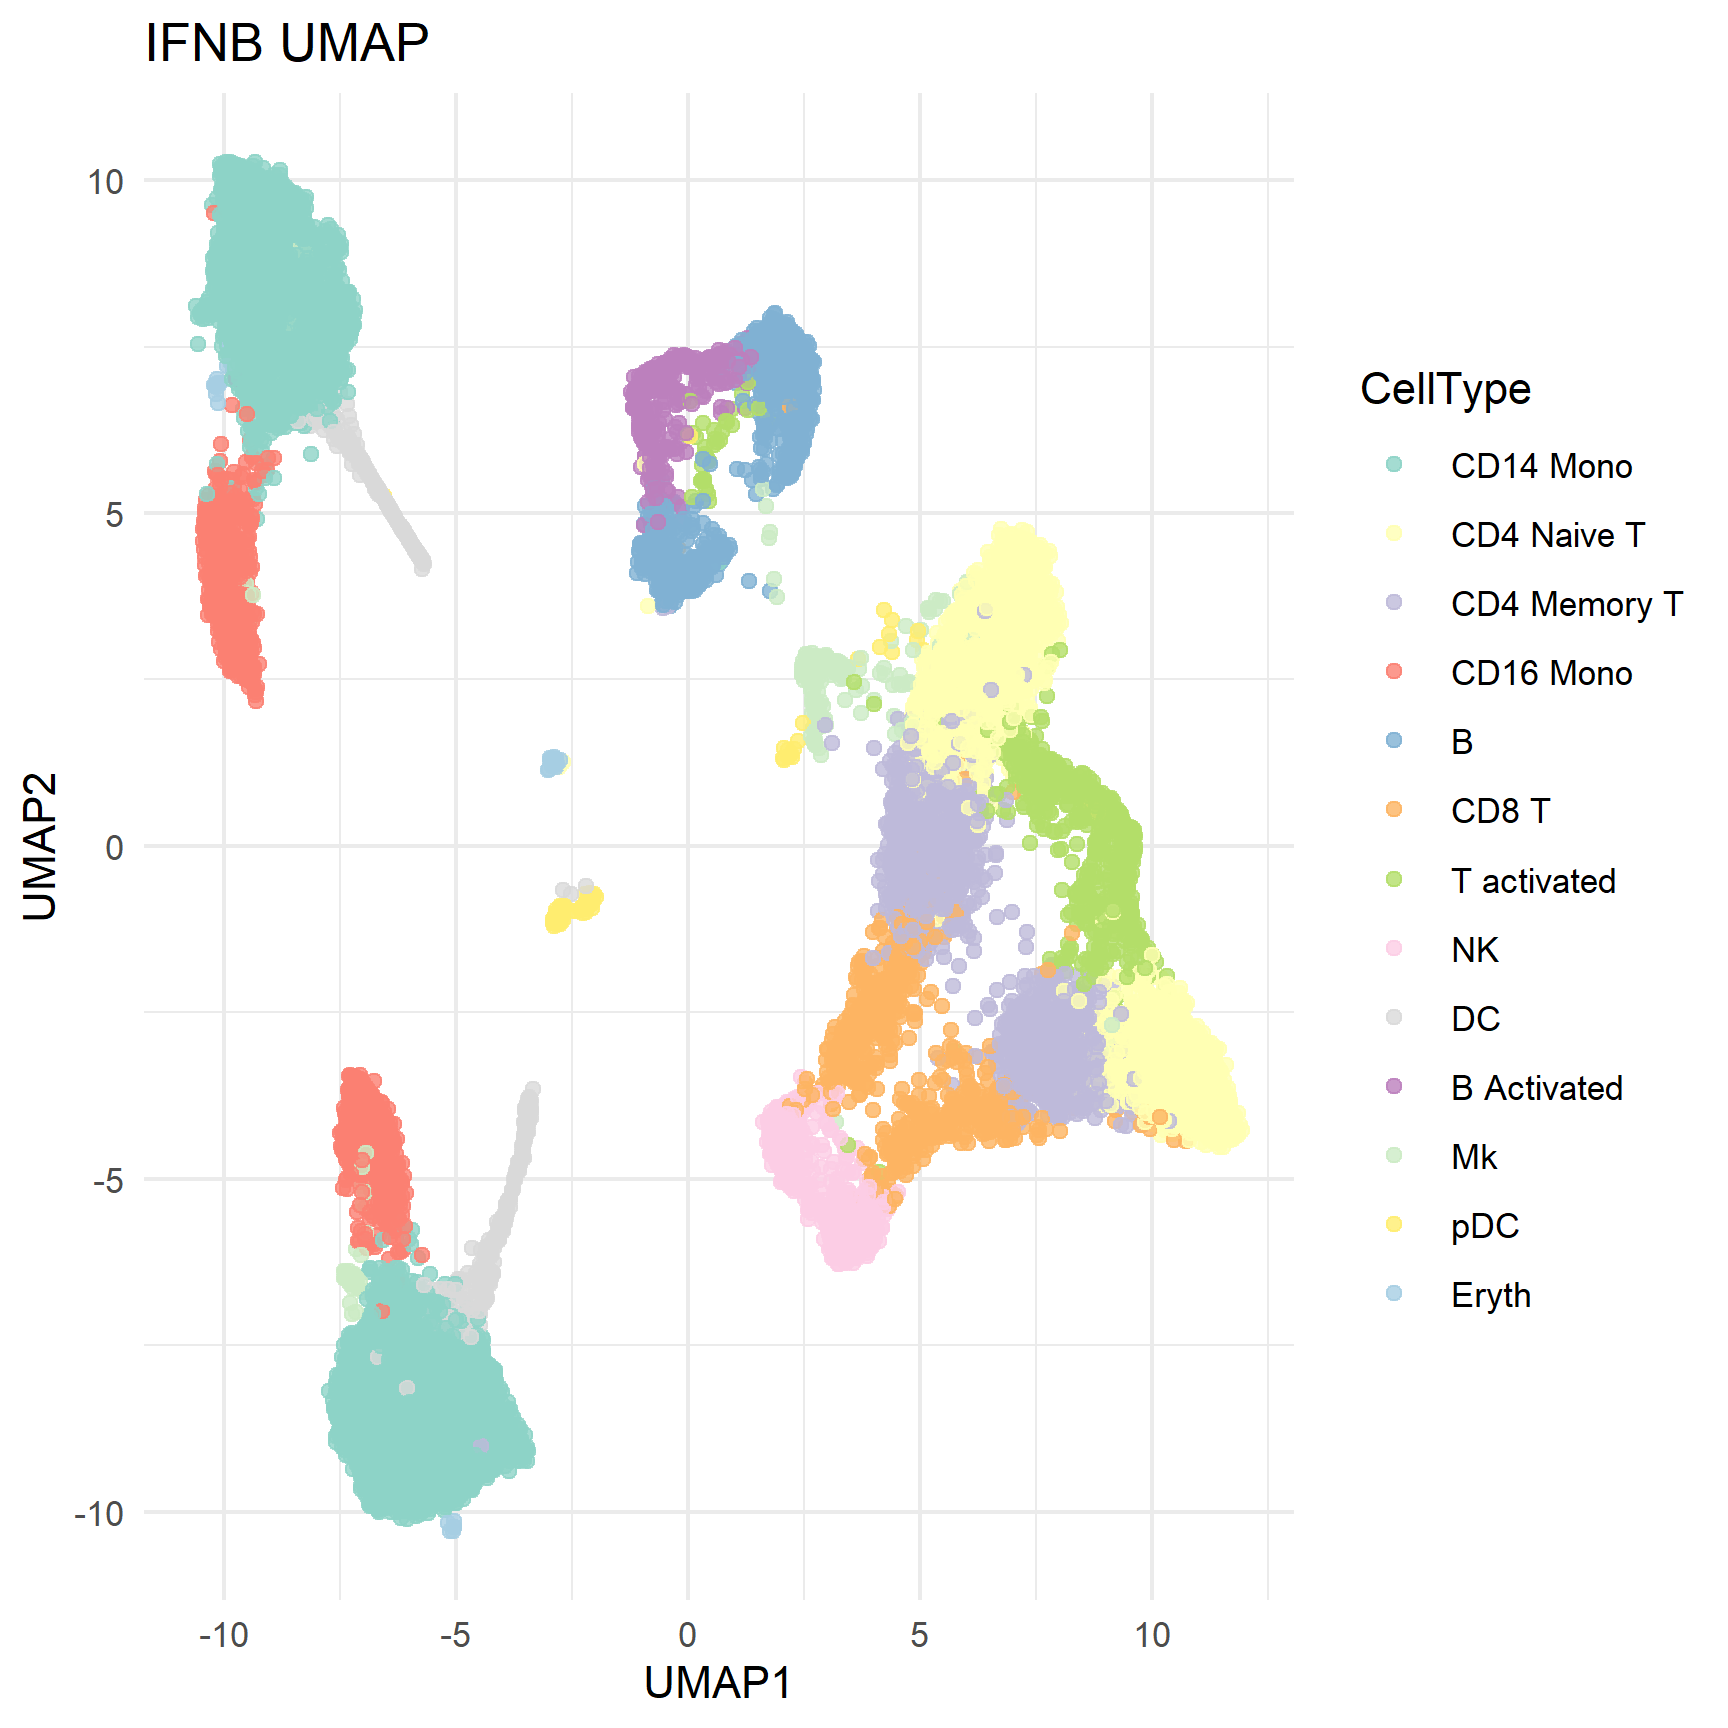 IFNB UMAP
10
5
0
-5
-10
UMAP2
-10
-5
0
5
10
UMAP1
CellType
CD14 Mono
CD4 Naive T
CD4 Memory T
CD16 Mono
B
CD8 T
T activated
NK
DC
B Activated
Mk
pDC
Eryth